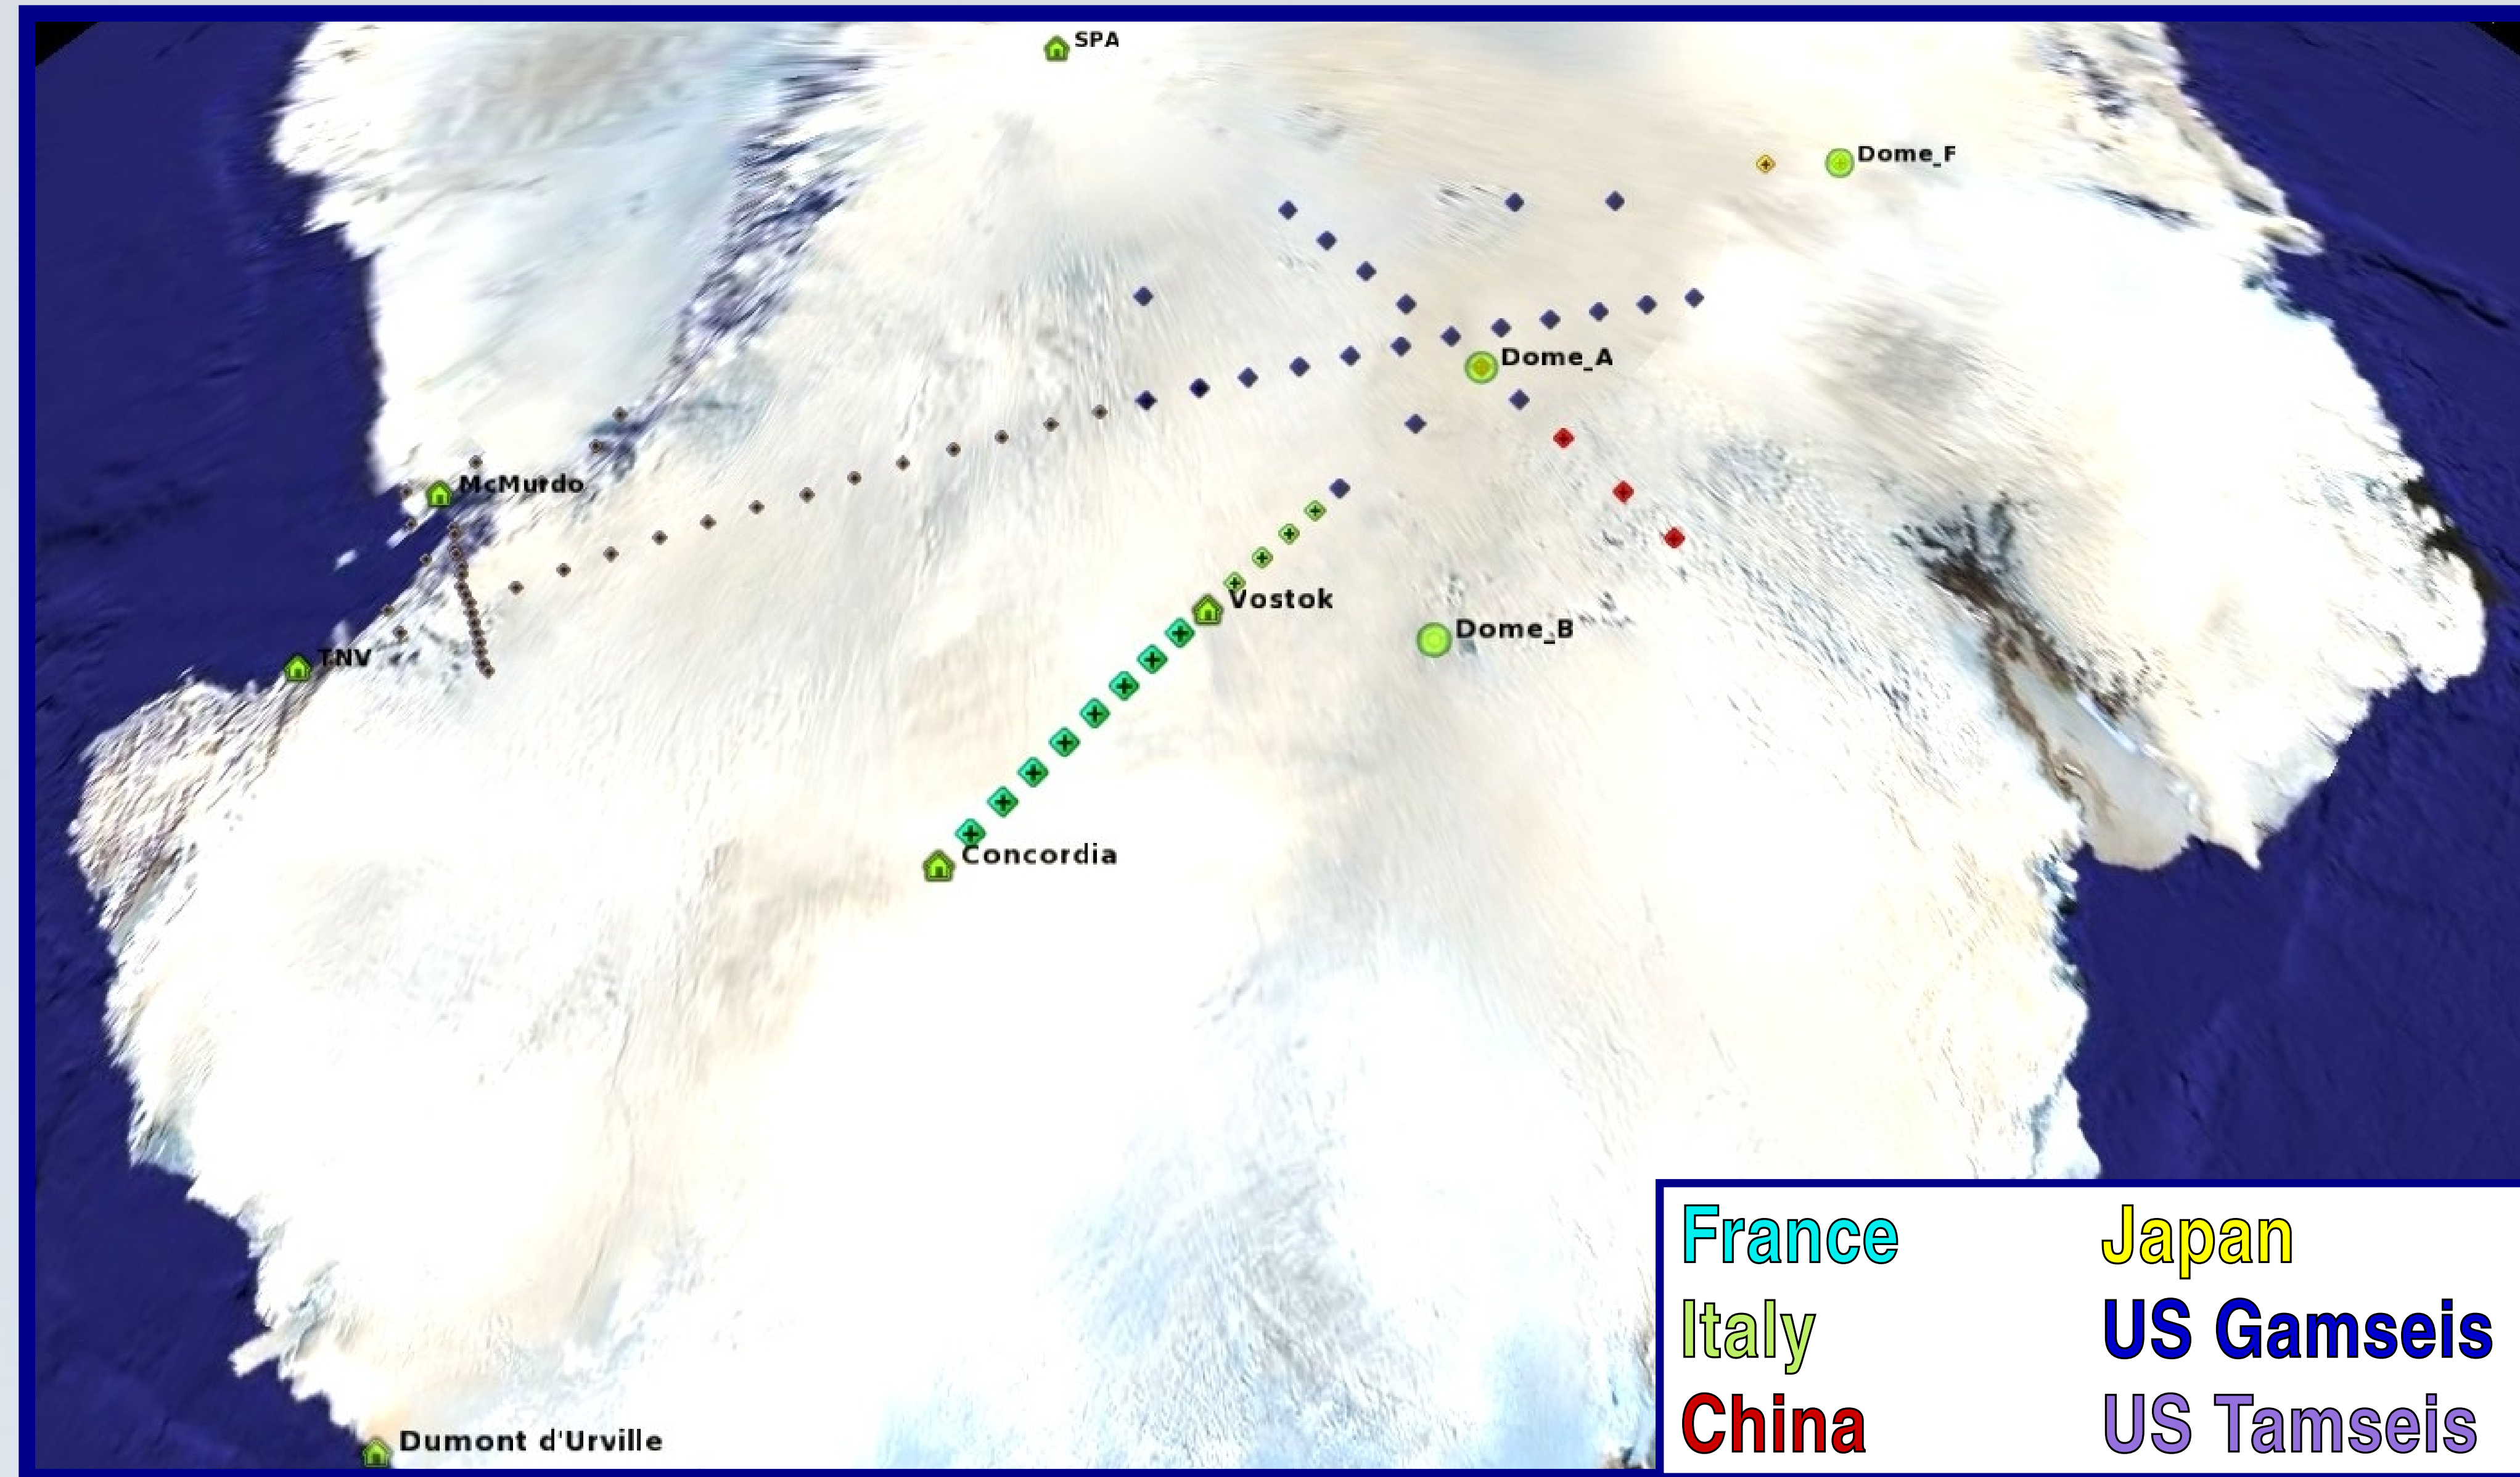 SPA
Dome_F
Dome_A
McMurdo
Vostok
Dome_B
TNV
Concordia
Dumont d'Urville
France
Japan
Italy
US Gamseis
China
US Tamseis